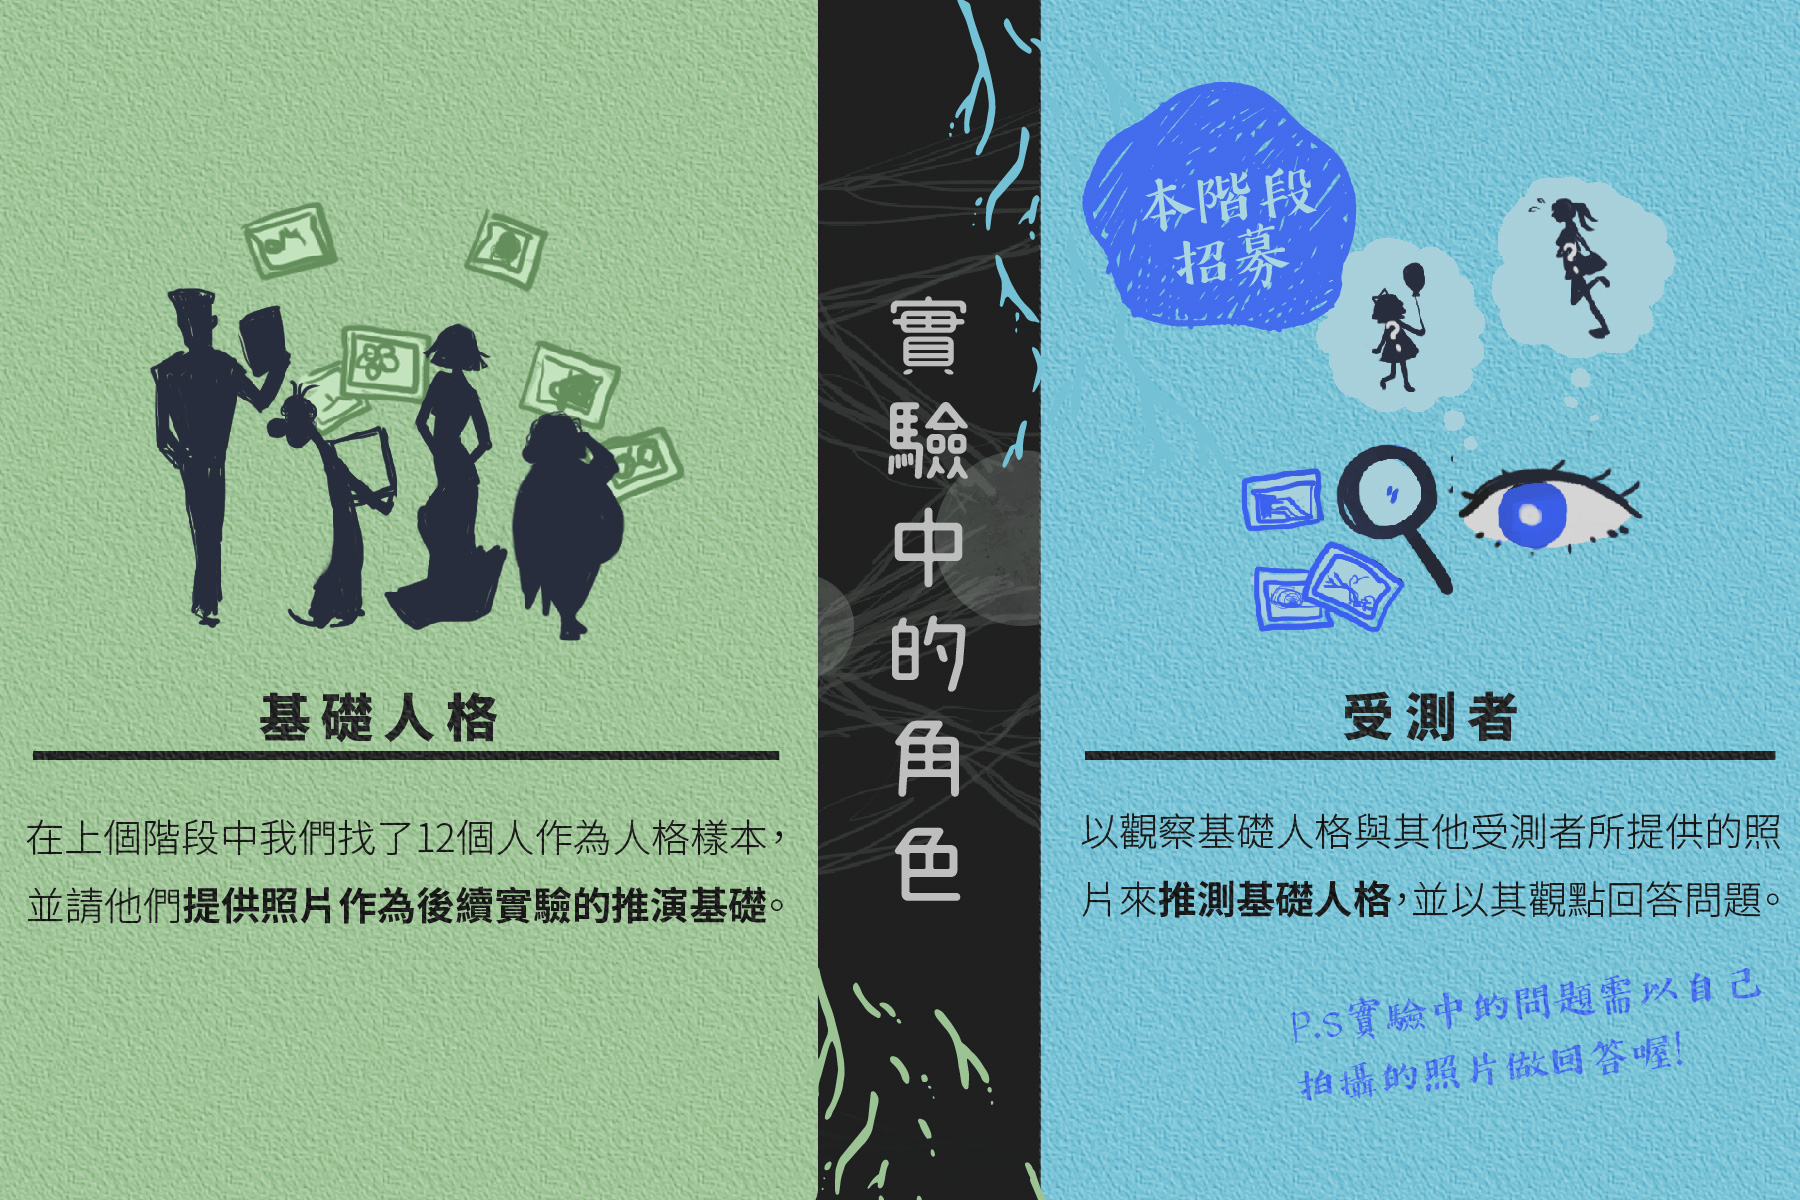 基礎人格
在上個階段中我們找了12個人作為人格樣本，
並請他們提供照片作為後續實驗的推演基礎。
實驗中的角色
本階段
招募
受測者
以觀察基礎人格與其他受測者所提供的照
片來推測基礎人格，並以其觀點回答問題。
P.S實驗中的問題需以自己
拍攝的照片做回答喔！